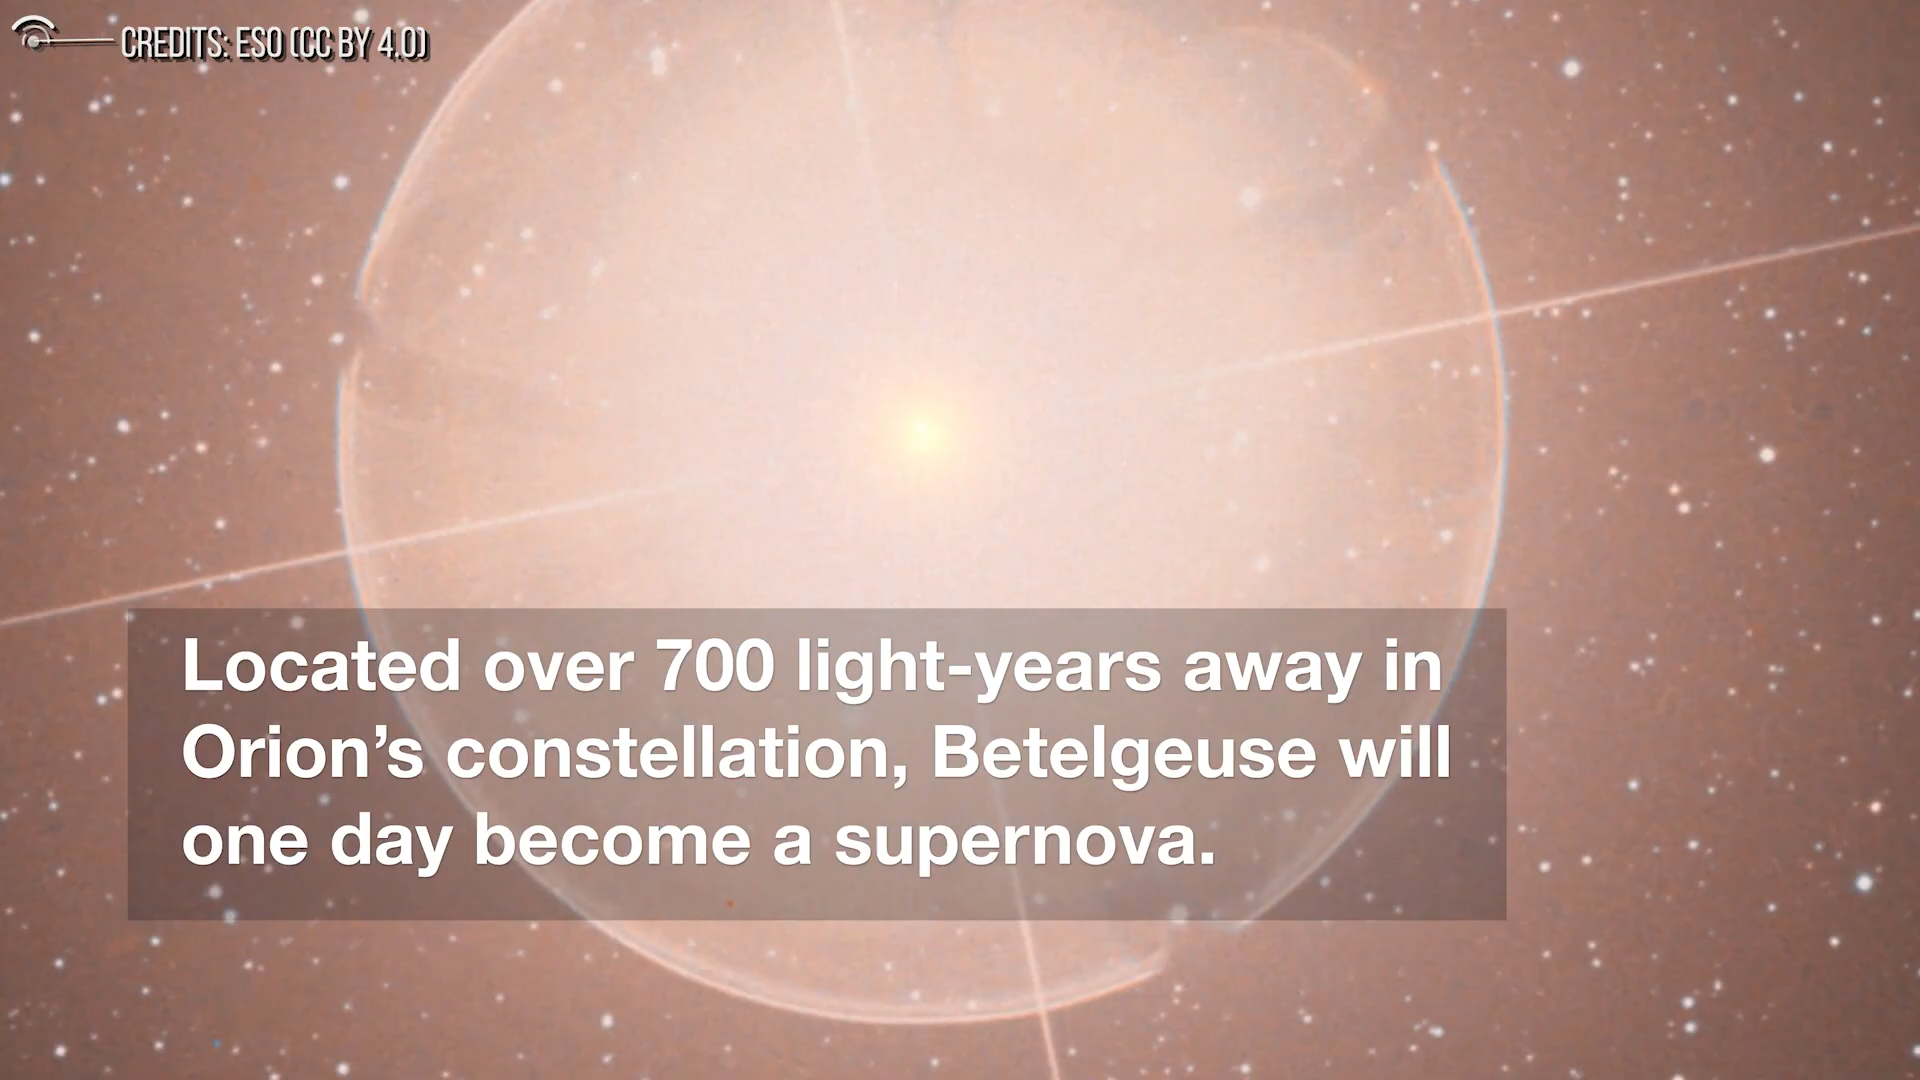 CREDITS: ESO (CC BY 4.0)
Located over 700 light-years away in
Orion’s constellation, Betelgeuse will
one day become a supernova.